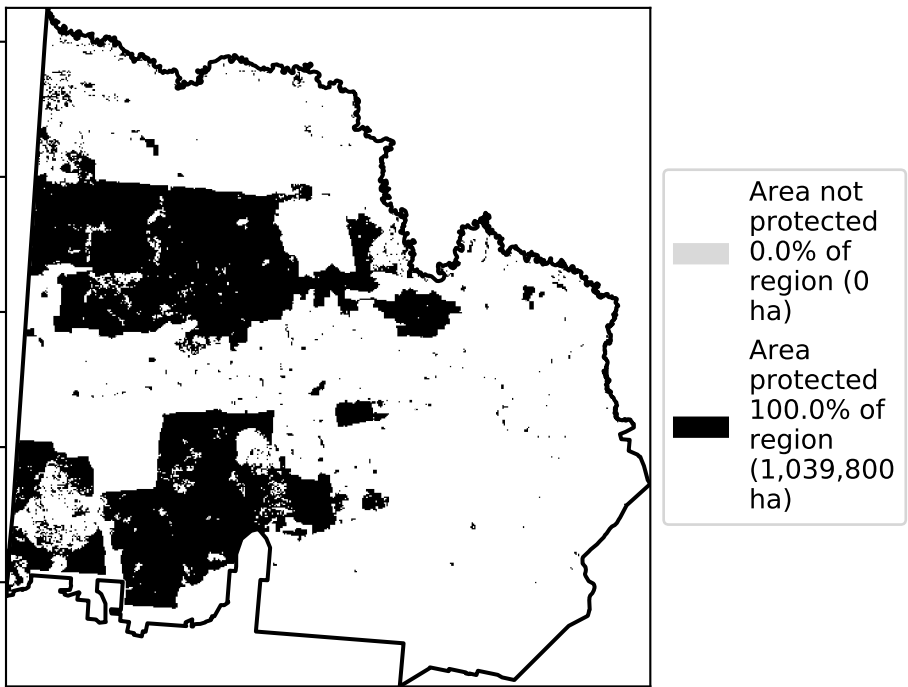 Area not
protected
0.0% of
region (0
ha)
Area
protected
100.0% of
region
(1,039,800
ha)